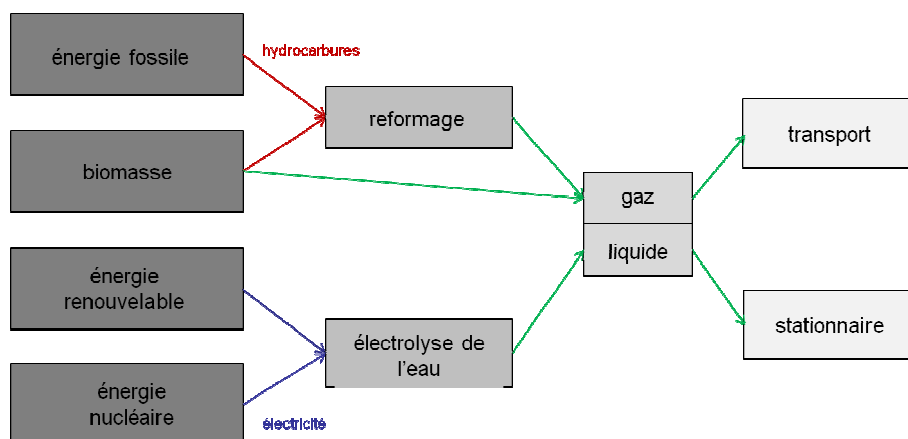 énergie fossile
hydrocarbures
reformage
biomasse
transport
gaz
liquide
énergie
renouvelable
électrolyse de
l'eau
stationnaire
énergie
nucléaire
électricité